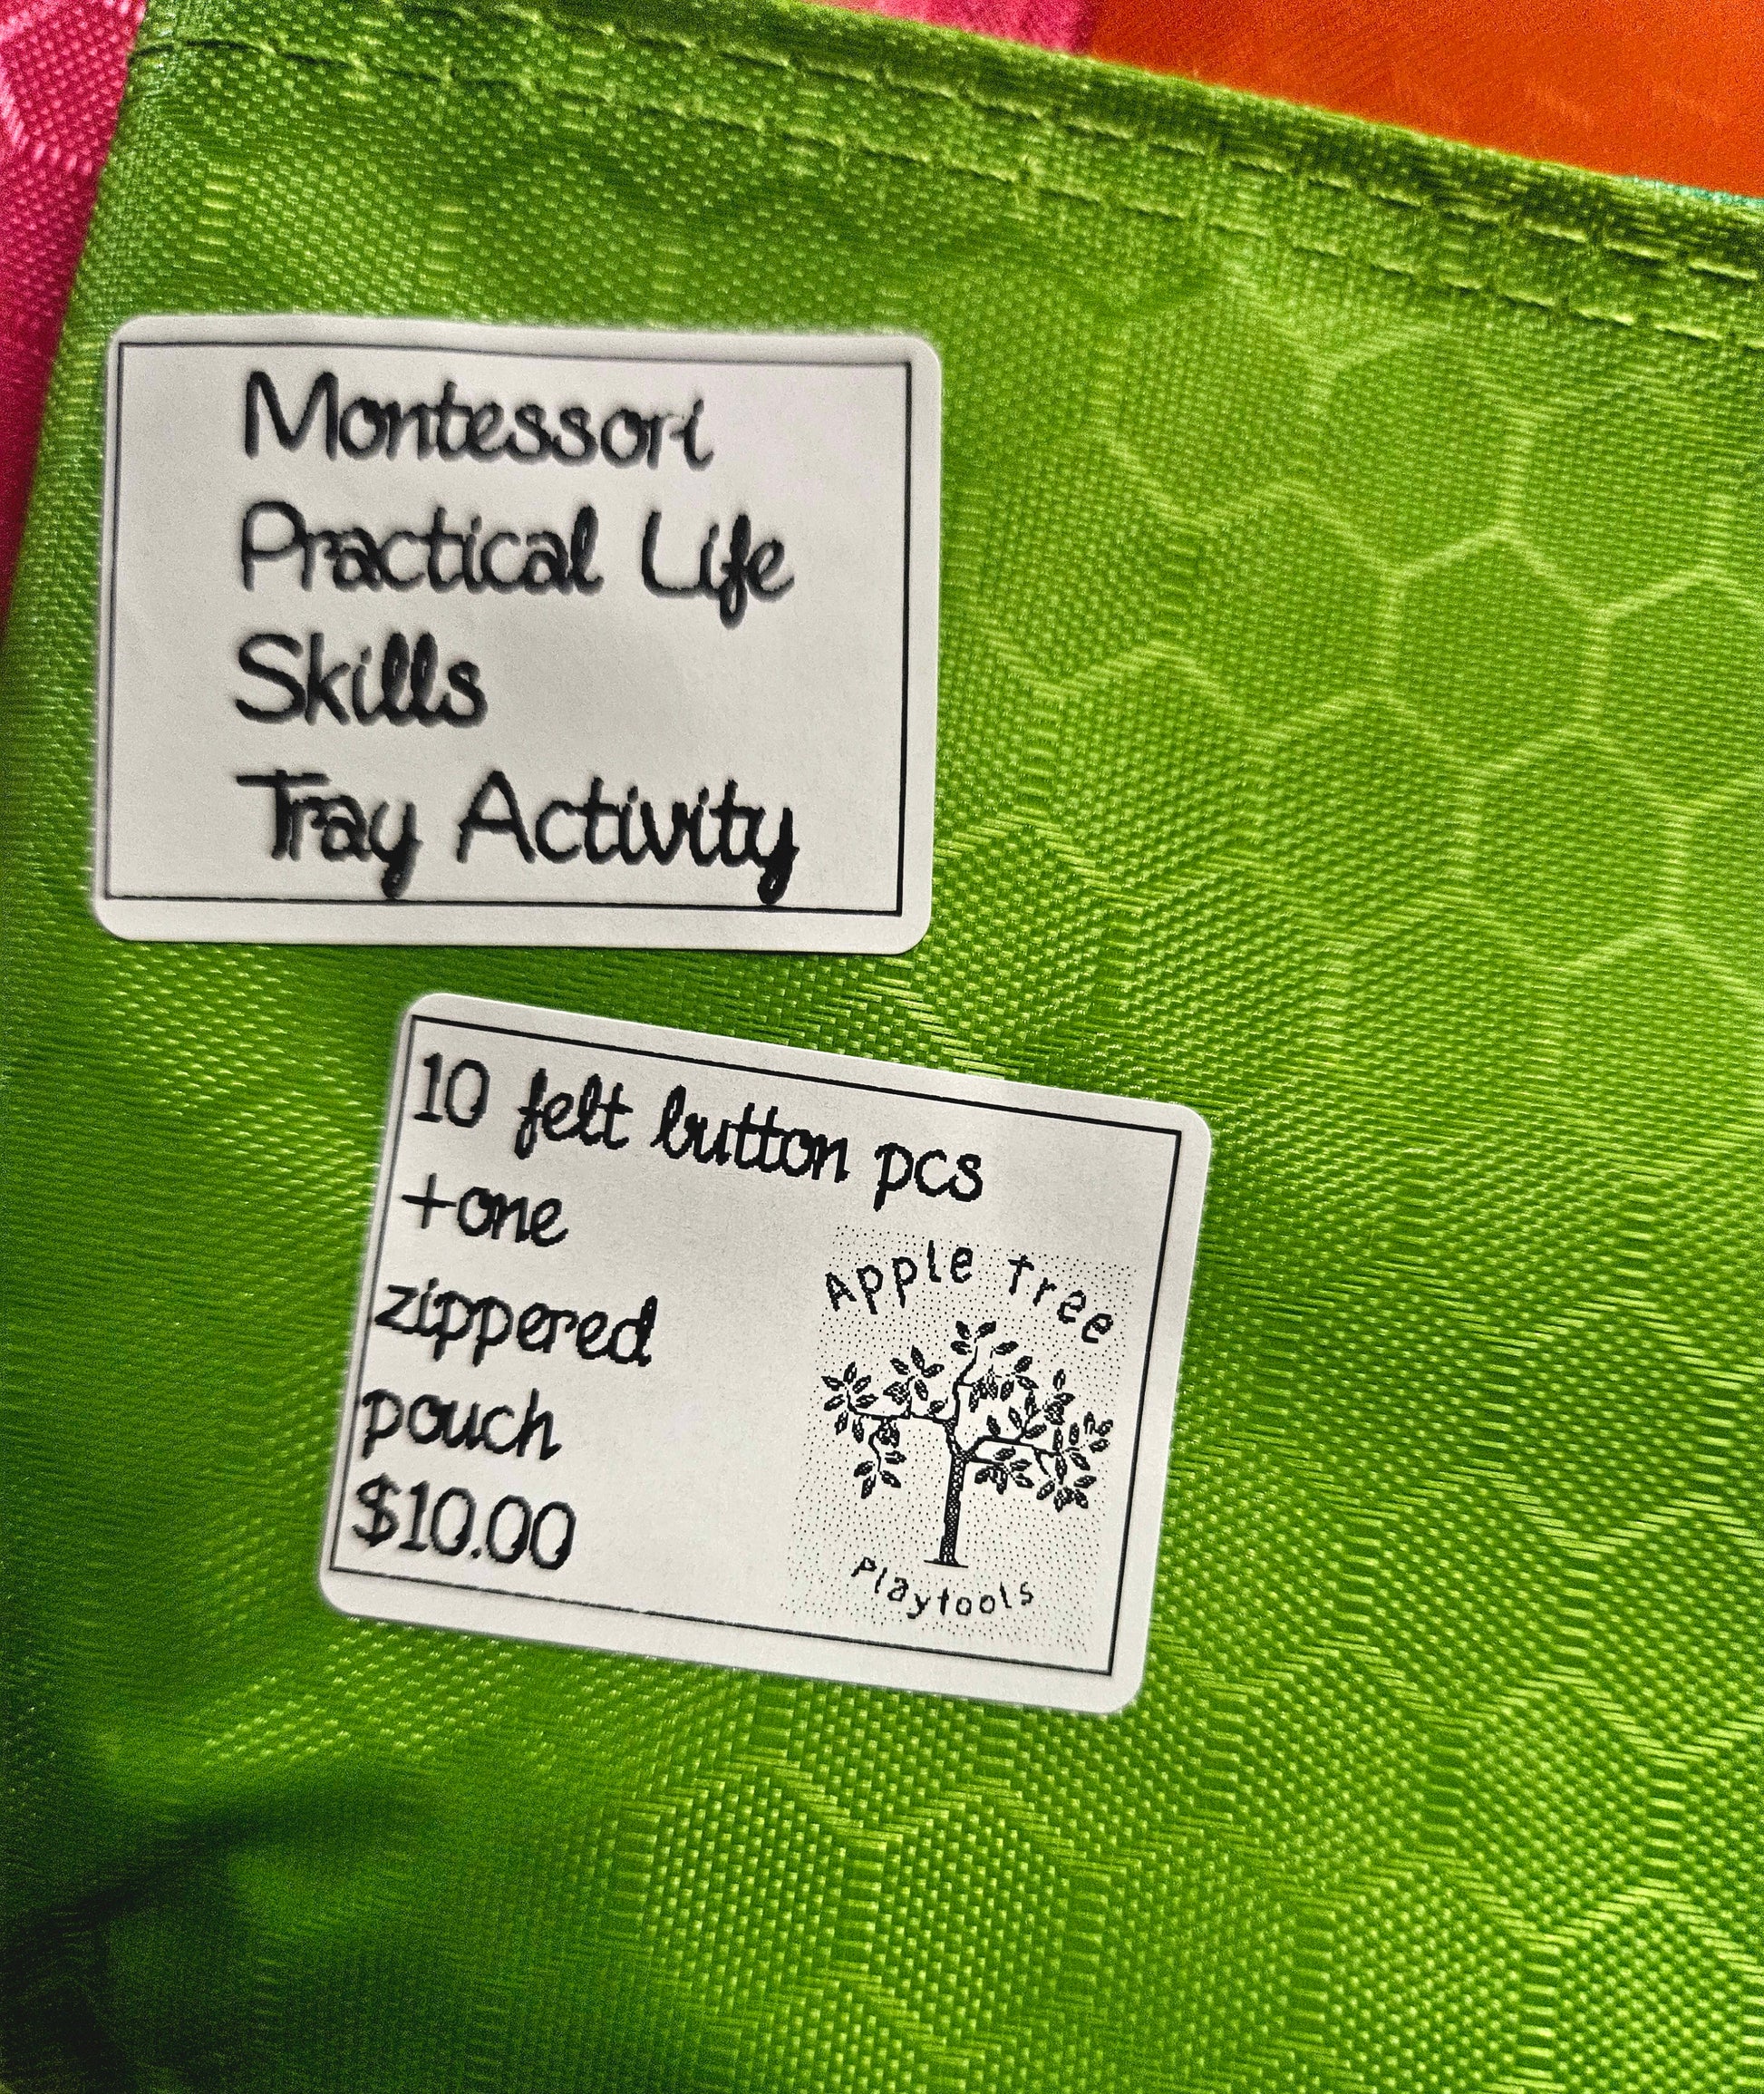 Montessori
Practical Life
Skills
Tray Activity
10 felt button pcs
+one
zippered
pouch
$10.00
Apple Tree
Playtools